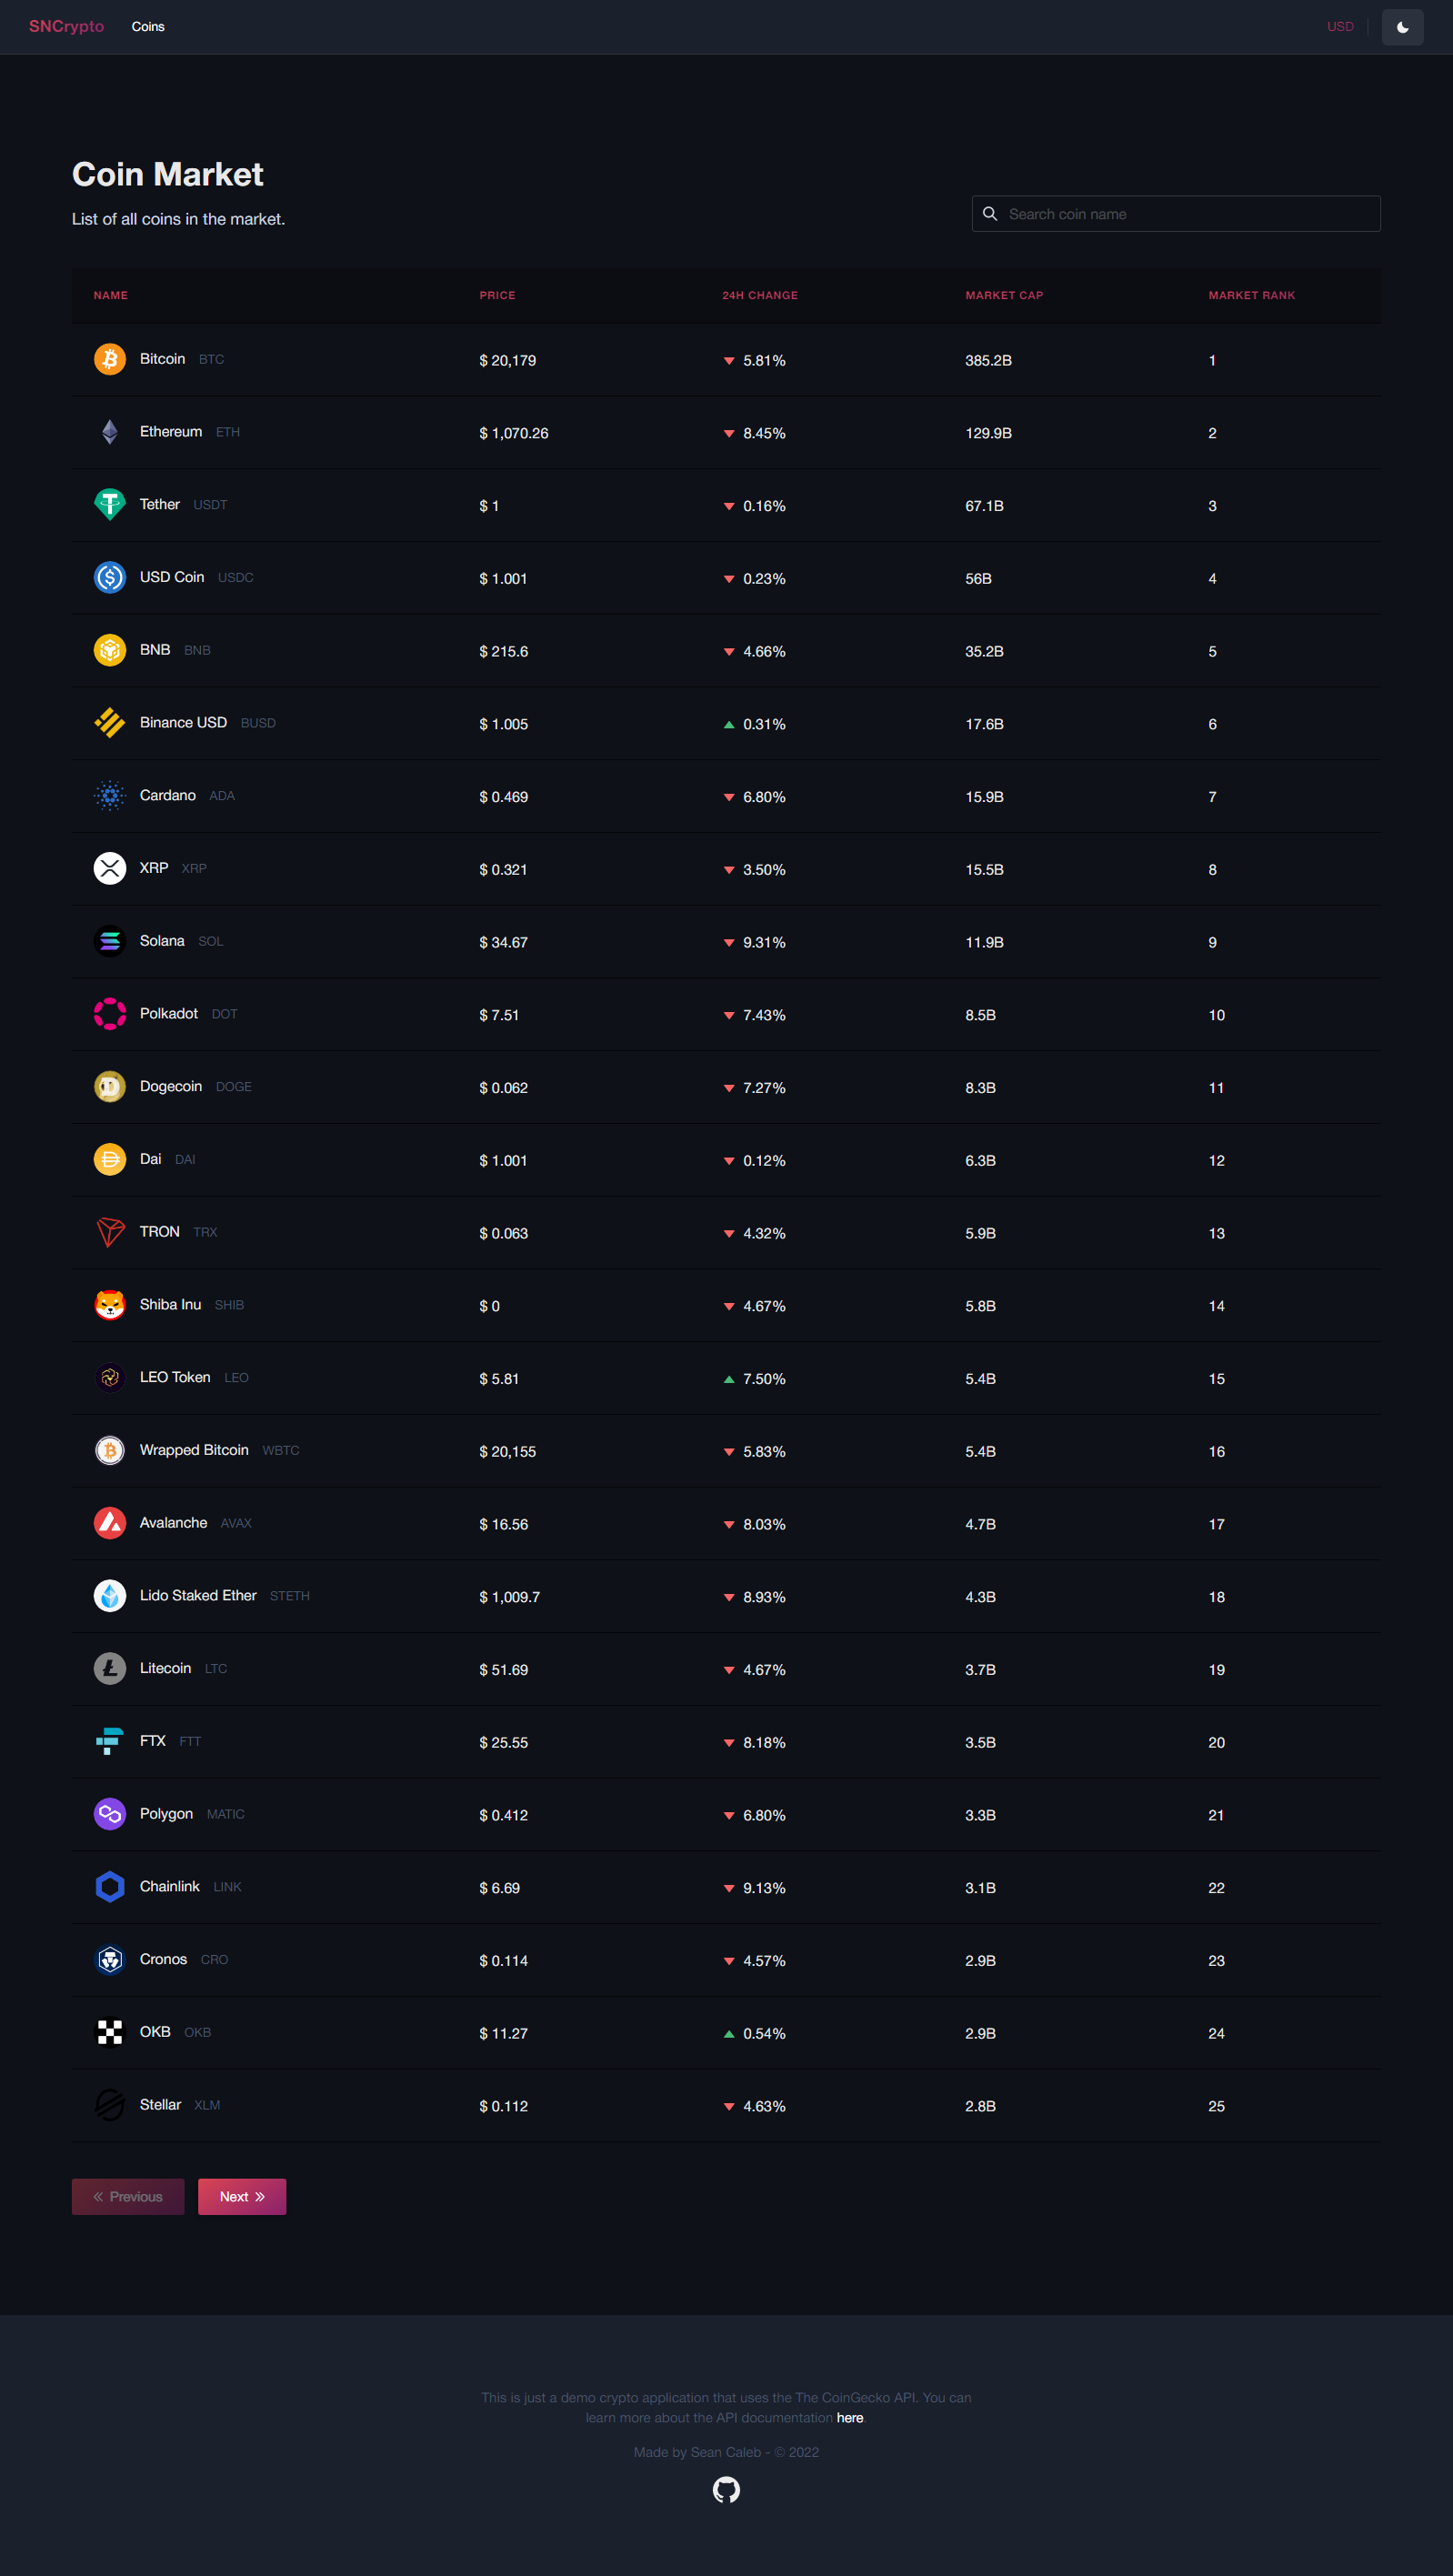 SNCrypto Coins USD
Coin Market
List of all coins in the market.
Search coin name
NAME PRICE 24H CHANGE MARKET CAP MARKET RANK
Bitcoin BTC $ 20,179 5.81% 385.2B 1
Ethereum ETH $ 1,070.26 8.45% 129.9B 2
Tether USDT $ 1 0.16% 67.1B 3
USD Coin USDC $ 1.001 0.23% 56B 4
BNB BNB $ 215.6 4.66% 35.2B 5
Binance USD BUSD $ 1.005 0.31% 17.6B 6
Cardano ADA $ 0.469 6.80% 15.9B 7
XRP XRP $ 0.321 3.50% 15.5B 8
Solana SOL $ 34.67 9.31% 11.9B 9
Polkadot DOT $ 7.51 7.43% 8.5B 10
Dogecoin DOGE $ 0.062 7.27% 8.3B 11
Dai DAI $ 1.001 0.12% 6.3B 12
TRON TRX $ 0.063 4.32% 5.9B 13
Shiba Inu SHIB $ 0 4.67% 5.8B 14
LEO Token LEO $ 5.81 7.50% 5.4B 15
Wrapped Bitcoin WBTC $ 20,155 5.83% 5.4B 16
Avalanche AVAX $ 16.56 8.03% 4.7B 17
Lido Staked Ether STETH $ 1,009.7 8.93% 4.3B 18
Litecoin LTC $ 51.69 4.67% 3.7B 19
FTX FTT $ 25.55 8.18% 3.5B 20
Polygon MATIC $ 0.412 6.80% 3.3B 21
Chainlink LINK $ 6.69 9.13% 3.1B 22
Cronos CRO $ 0.114 4.57% 2.9B 23
OKB OKB $ 11.27 0.54% 2.9B 24
Stellar XLM $ 0.112 4.63% 2.8B 25
« Previous Next »
This is just a demo crypto application that uses the The CoinGecko API. You can
learn more about the API documentation here.
Made by Sean Caleb - © 2022